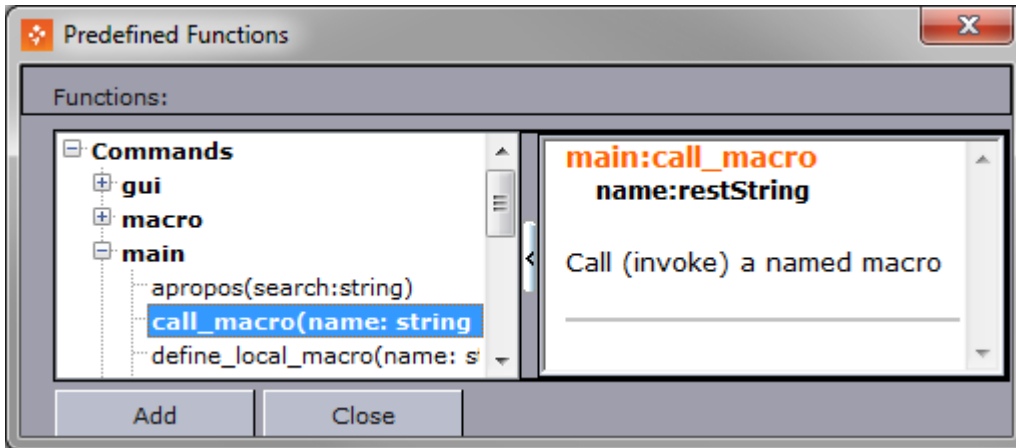 Predefined Functions
Functions:
Commands
gui
macro
main
apropos(search:string)
call_macro(name: string
define_local_macro(name: s
main:call_macro
name:restString
Call (invoke) a named macro
Add
Close